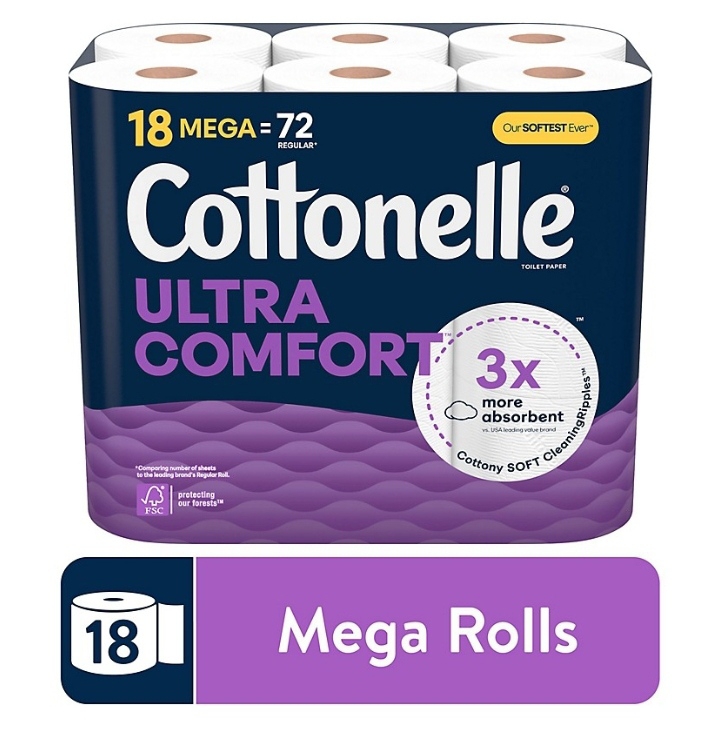 18 MEGA = 72
REGULAR*
Our SOFTEST Ever™
Cottonelle®
TOILET PAPER
ULTRA
COMFORT™
™
3x
more
absorbent
vs. USA leading value brand
Cottony SOFT CleaningRipples™
*Comparing number of sheets
to the leading brand's Regular Roll.
FSC
protecting
our forests™
18
Mega Rolls